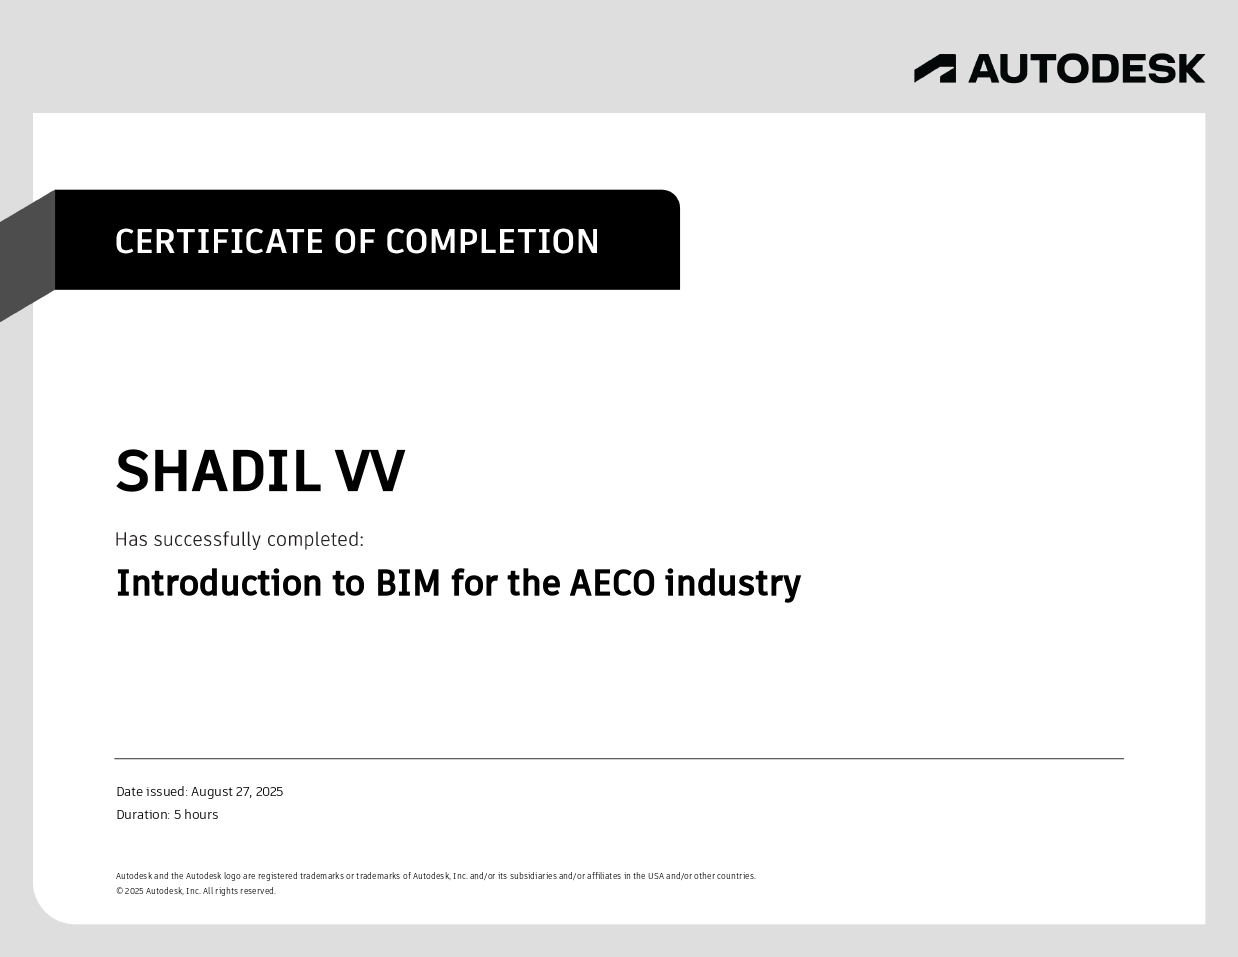 AUTODESK
CERTIFICATE OF COMPLETION
SHADIL VV
Has successfully completed:
Introduction to BIM for the AECO industry
Date issued: August 27, 2025
Duration: 5 hours
Autodesk and the Autodesk logo are registered trademarks or trademarks of Autodesk, Inc. and/or its subsidiaries and/or affiliates in the USA and/or other countries.
© 2025 Autodesk, Inc. All rights reserved.